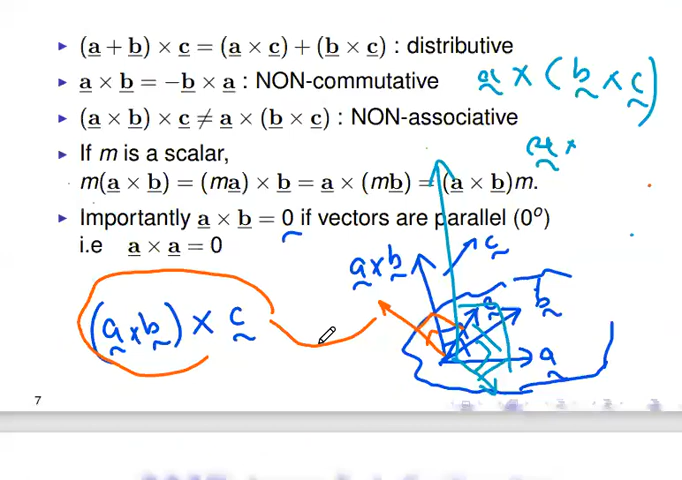 ▸ (a + b) × c = (a × c) + (b × c) : distributive
▸ a × b = −b × a : NON-commutative
a × (b × c)
▸ (a × b) × c ≠ a × (b × c) : NON-associative
▸ If m is a scalar,
a ×
m(a × b) = (ma) × b = a × (mb) = (a × b)m.
▸ Importantly a × b = 0 if vectors are parallel (0°)
i.e a × a = 0
a × b
c
b
(a × b) × c
a
7